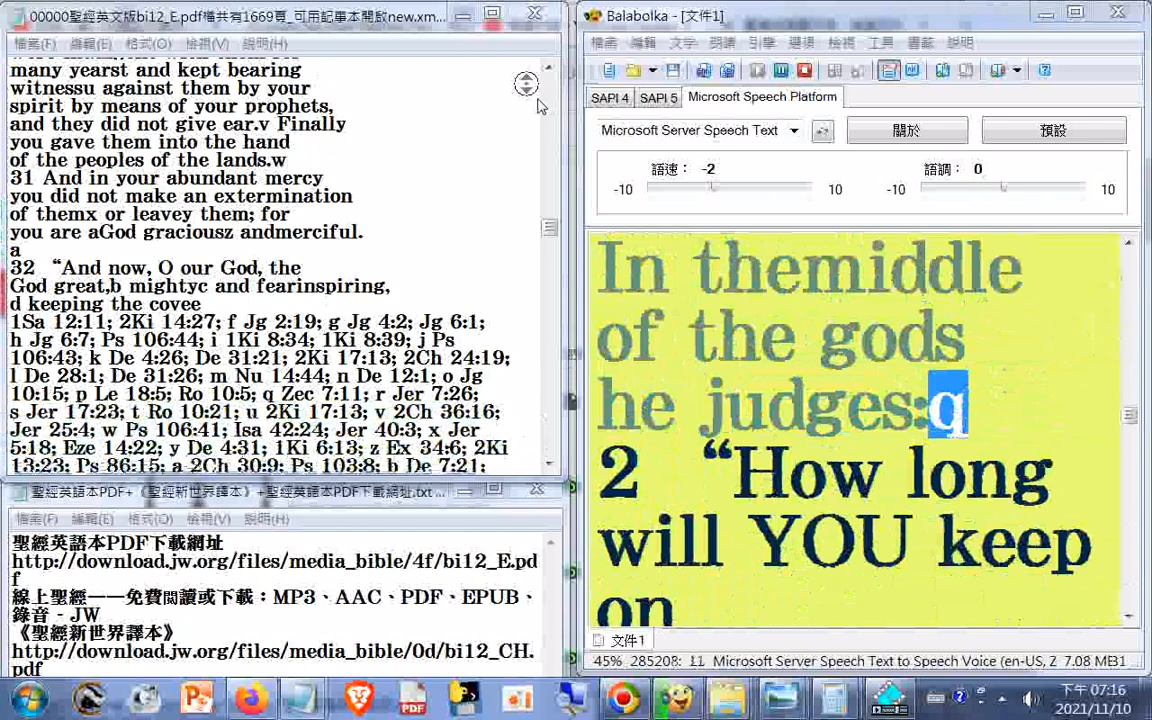 00000聖經英文版bi12_E.pdf檔共有1669頁_可用記事本開啟new.xm...
檔案(F) 編輯(E) 格式(O) 檢視(V) 說明(H)
many yearst and kept bearing
witnessu against them by your
spirit by means of your prophets,
and they did not give ear.v Finally
you gave them into the hand
of the peoples of the lands.w
31 And in your abundant mercy
you did not make an extermination
of themx or leavey them; for
you are aGod graciousz andmerciful.
a
32 “And now, O our God, the
God great,b mightyc and fearinspiring,
d keeping the covee
1Sa 12:11; 2Ki 14:27; f Jg 2:19; g Jg 4:2; Jg 6:1;
h Jg 6:7; Ps 106:44; i 1Ki 8:34; 1Ki 8:39; j Ps
106:43; k De 4:26; De 31:21; 2Ki 17:13; 2Ch 24:19;
l De 28:1; De 31:26; m Nu 14:44; n De 12:1; o Jg
10:15; p Le 18:5; Ro 10:5; q Zec 7:11; r Jer 7:26;
s Jer 17:23; t Ro 10:21; u 2Ki 17:13; v 2Ch 36:16;
Jer 25:4; w Ps 106:41; Isa 42:24; Jer 40:3; x Jer
5:18; Eze 14:22; y De 4:31; 1Ki 6:13; z Ex 34:6; 2Ki
13:23; Ps 86:15; a 2Ch 30:9; Ps 103:8; b De 7:21;
聖經英語本PDF+《聖經新世界譯本》+聖經英語本PDF下載網址.txt ...
檔案(F) 編輯(E) 格式(O) 檢視(V) 說明(H)
聖經英語本PDF下載網址
http://download.jw.org/files/media_bible/4f/bi12_E.pd
f
線上聖經——免費閱讀或下載：MP3、AAC、PDF、EPUB、
錄音 - JW
《聖經新世界譯本》
http://download.jw.org/files/media_bible/0d/bi12_CH.
pdf
Balabolka - [文件1]
檔案 編輯 文字 朗讀 引擎 選項 檢視 工具 書籤 說明
SAPI 4 SAPI 5 Microsoft Speech Platform
Microsoft Server Speech Text 關於 預設
語速： -2 語調： 0
-10 10 -10 10
In themiddle
of the gods
he judges:q
2 “How long
will YOU keep
on
文件1
45% 285208: 11 Microsoft Server Speech Text to Speech Voice (en-US, Z 7.08 MB1
下午 07:16
2021/11/10